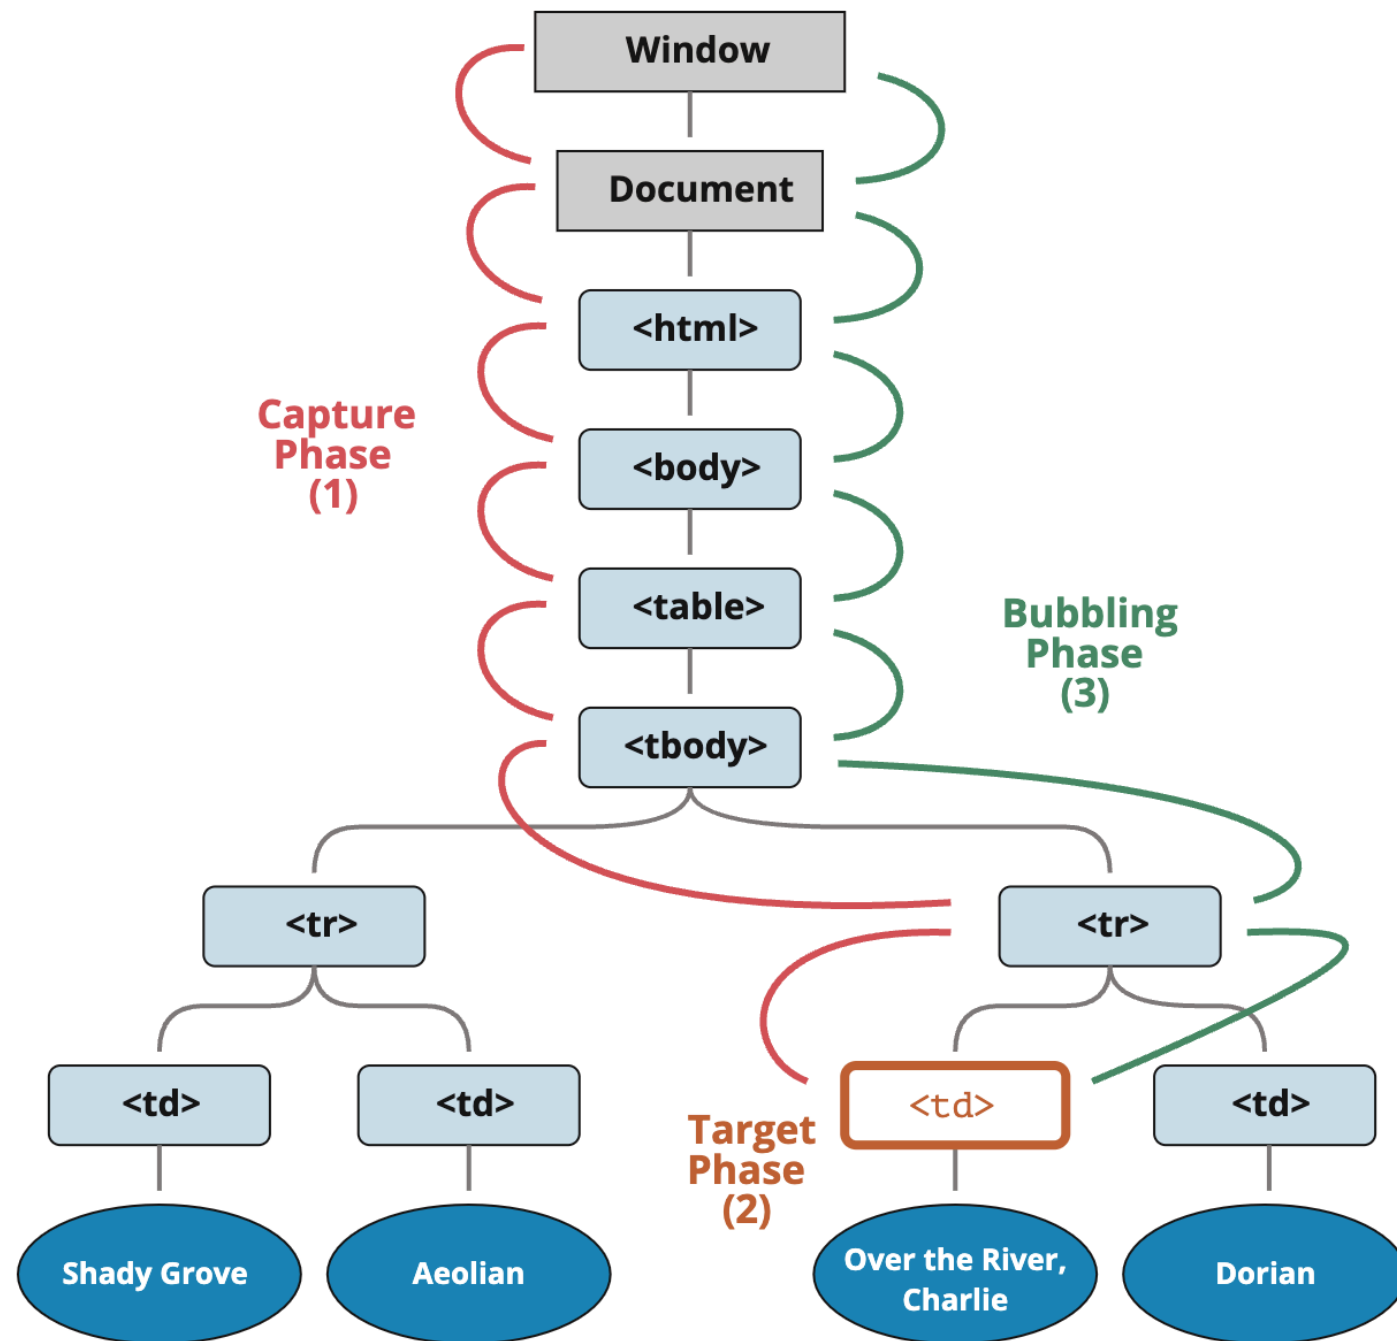 Window
Document
<html>
Capture
Phase
(1)
<body>
<table>
Bubbling
Phase
(3)
<tbody>
<tr>
<tr>
<td>
<td>
<td>
<td>
Target
Phase
(2)
Shady Grove
Aeolian
Over the River,
Charlie
Dorian